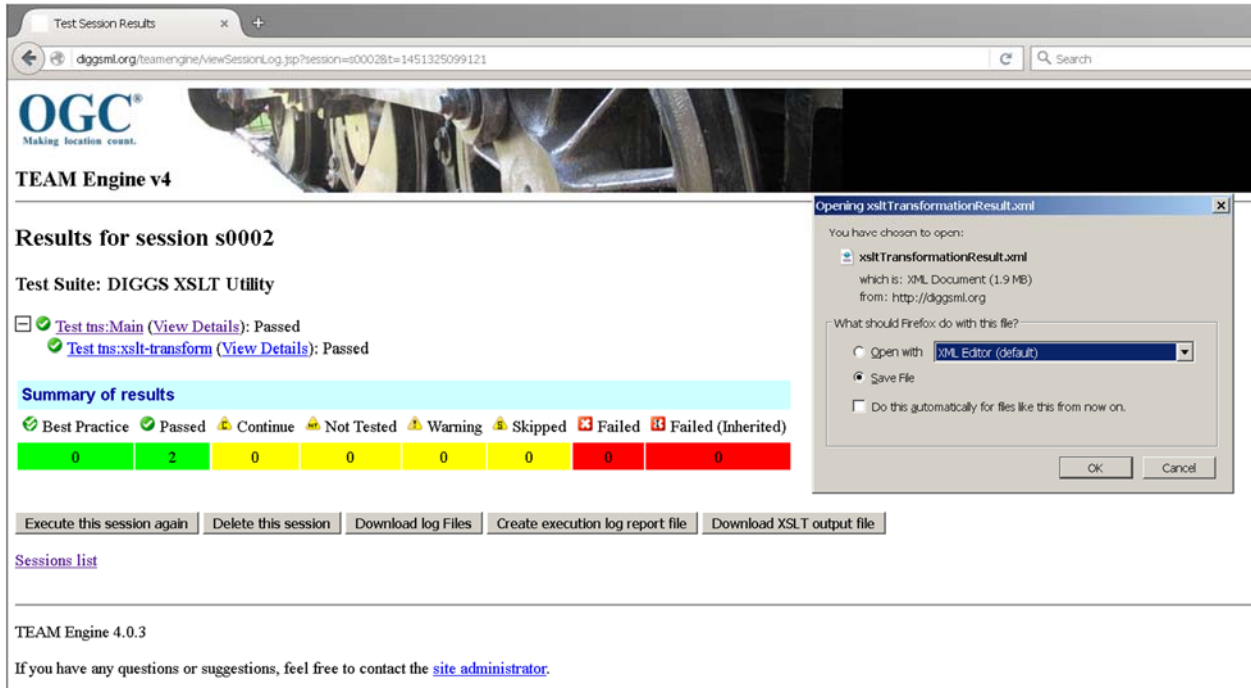 Test Session Results
diggsml.org/teamengine/viewSessionLog.jsp?session=s0002&t=1451325099121
Search
OGC®
Making location count.
TEAM Engine v4
Results for session s0002
Test Suite: DIGGS XSLT Utility
Test tns:Main (View Details): Passed
Test tns:xslt-transform (View Details): Passed
Summary of results
Best Practice Passed Continue Not Tested Warning Skipped Failed Failed (Inherited)
0 2 0 0 0 0 0 0
Execute this session again Delete this session Download log Files Create execution log report file Download XSLT output file
Sessions list
TEAM Engine 4.0.3
If you have any questions or suggestions, feel free to contact the site administrator.
Opening xsltTransformationResult.xml
You have chosen to open:
xsltTransformationResult.xml
which is: XML Document (1.9 MB)
from: http://diggsml.org
What should Firefox do with this file?
Open with XML Editor (default)
Save File
Do this automatically for files like this from now on.
OK Cancel